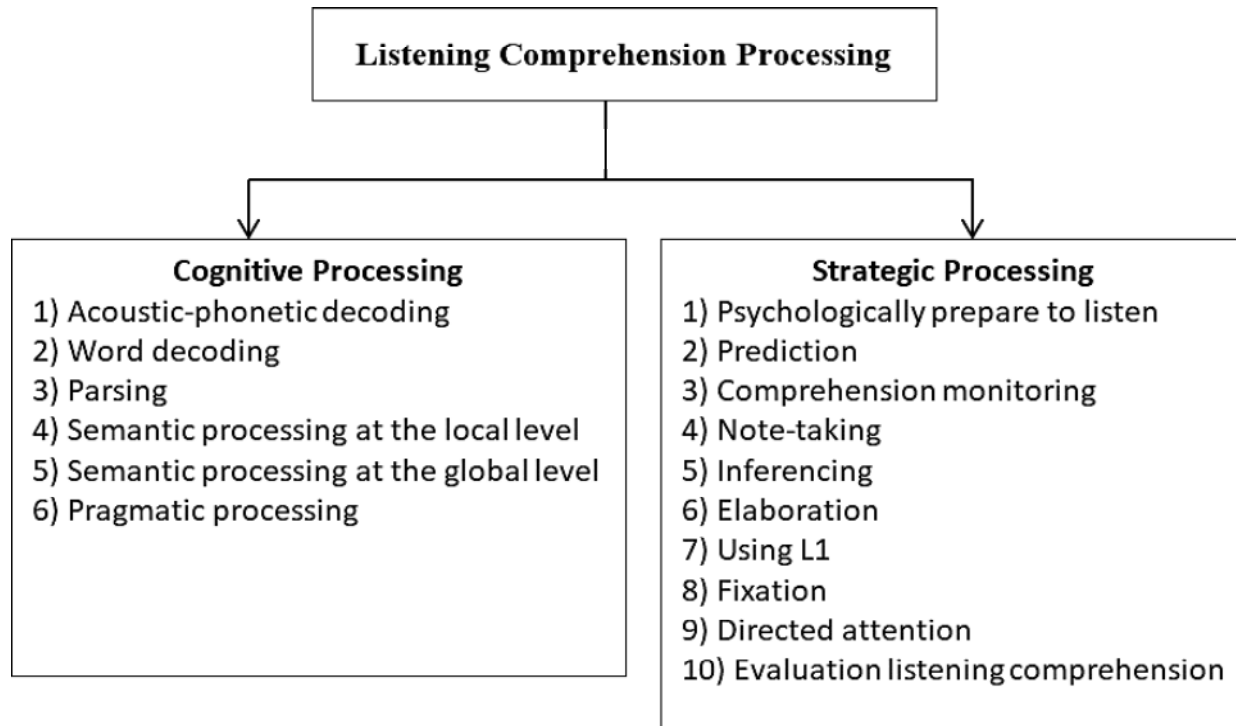 Listening Comprehension Processing
Cognitive Processing
1) Acoustic-phonetic decoding
2) Word decoding
3) Parsing
4) Semantic processing at the local level
5) Semantic processing at the global level
6) Pragmatic processing
Strategic Processing
1) Psychologically prepare to listen
2) Prediction
3) Comprehension monitoring
4) Note-taking
5) Inferencing
6) Elaboration
7) Using L1
8) Fixation
9) Directed attention
10) Evaluation listening comprehension